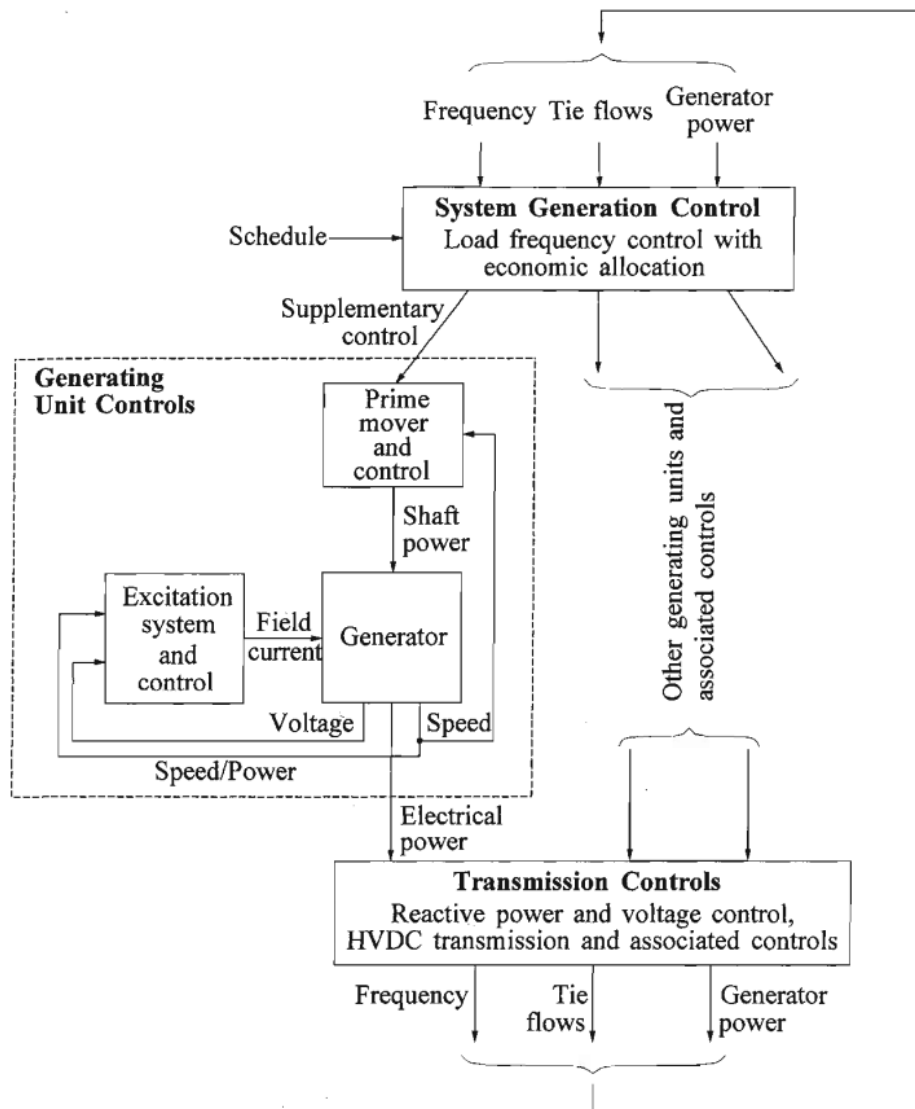 Frequency Tie flows Generator
power
System Generation Control
Schedule
Load frequency control with
economic allocation
Supplementary
control
Generating
Unit Controls
Prime
mover
and
control
Shaft
power
Excitation
system
and
control
Field
current
Generator
Voltage
Speed
Speed/Power
Other generating units and
associated controls
Electrical
power
Transmission Controls
Reactive power and voltage control,
HVDC transmission and associated controls
Frequency
Tie
flows
Generator
power